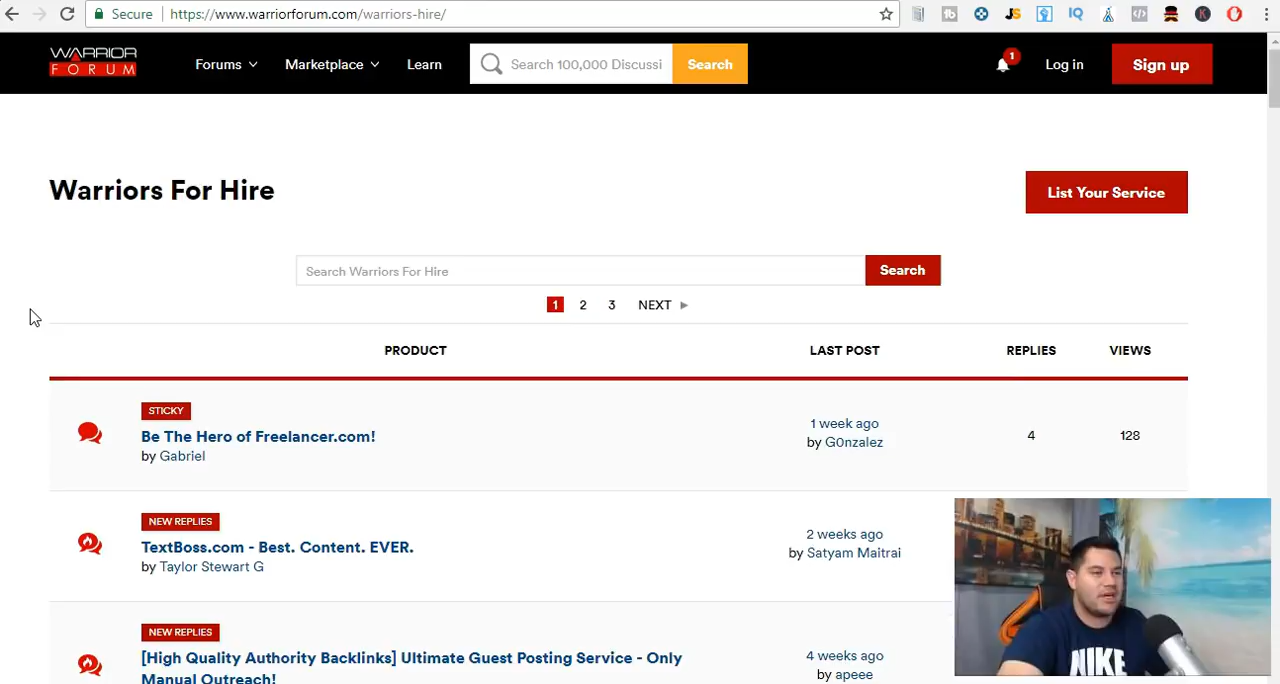 Secure https://www.warriorforum.com/warriors-hire/
JS IQ </> K
WARRIOR
FORUM
Forums Marketplace Learn Search 100,000 Discussi Search 1 Log in Sign up
Warriors For Hire
List Your Service
Search Warriors For Hire Search
1 2 3 NEXT
PRODUCT LAST POST REPLIES VIEWS
STICKY
Be The Hero of Freelancer.com!
by Gabriel
1 week ago
by G0nzalez
4 128
NEW REPLIES
TextBoss.com - Best. Content. EVER.
by Taylor Stewart G
2 weeks ago
by Satyam Maitrai
NEW REPLIES
[High Quality Authority Backlinks] Ultimate Guest Posting Service - Only
Manual Outreach!
4 weeks ago
by apeee
NIKE